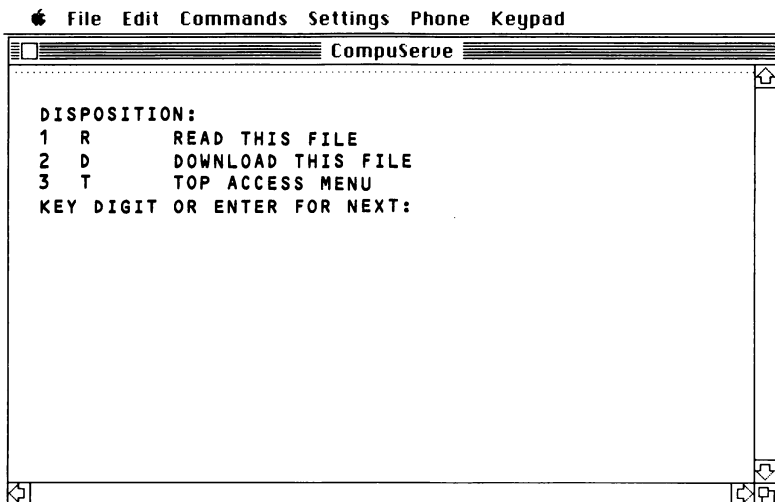 File Edit Commands Settings Phone Keypad
CompuServe
DISPOSITION:
1 R READ THIS FILE
2 D DOWNLOAD THIS FILE
3 T TOP ACCESS MENU
KEY DIGIT OR ENTER FOR NEXT: